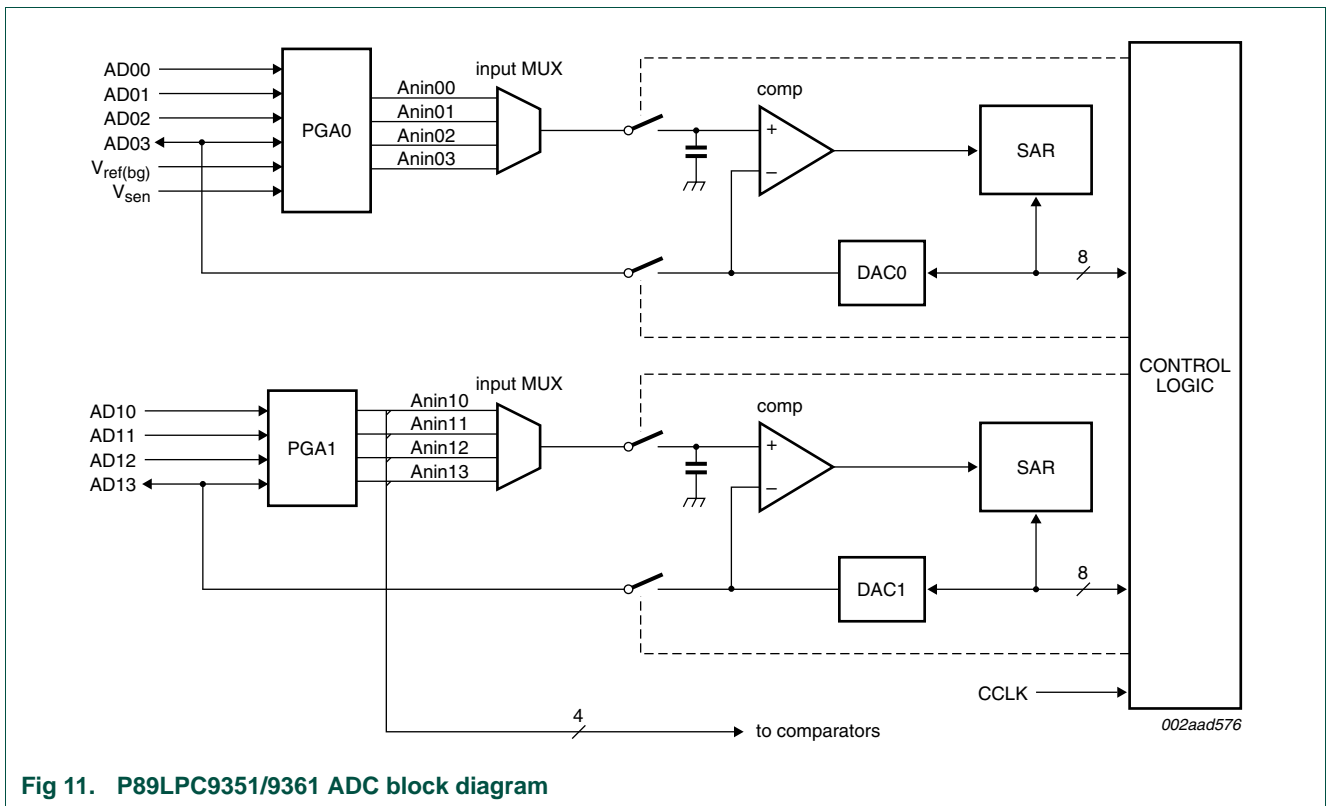 AD00
AD01
AD02
AD03
Vref(bg)
Vsen
PGA0
Anin00
Anin01
Anin02
Anin03
input MUX
comp
+
–
SAR
DAC0
8
AD10
AD11
AD12
AD13
PGA1
Anin10
Anin11
Anin12
Anin13
input MUX
comp
+
–
SAR
DAC1
8
CONTROL
LOGIC
CCLK
4
to comparators
002aad576
Fig 11. P89LPC9351/9361 ADC block diagram